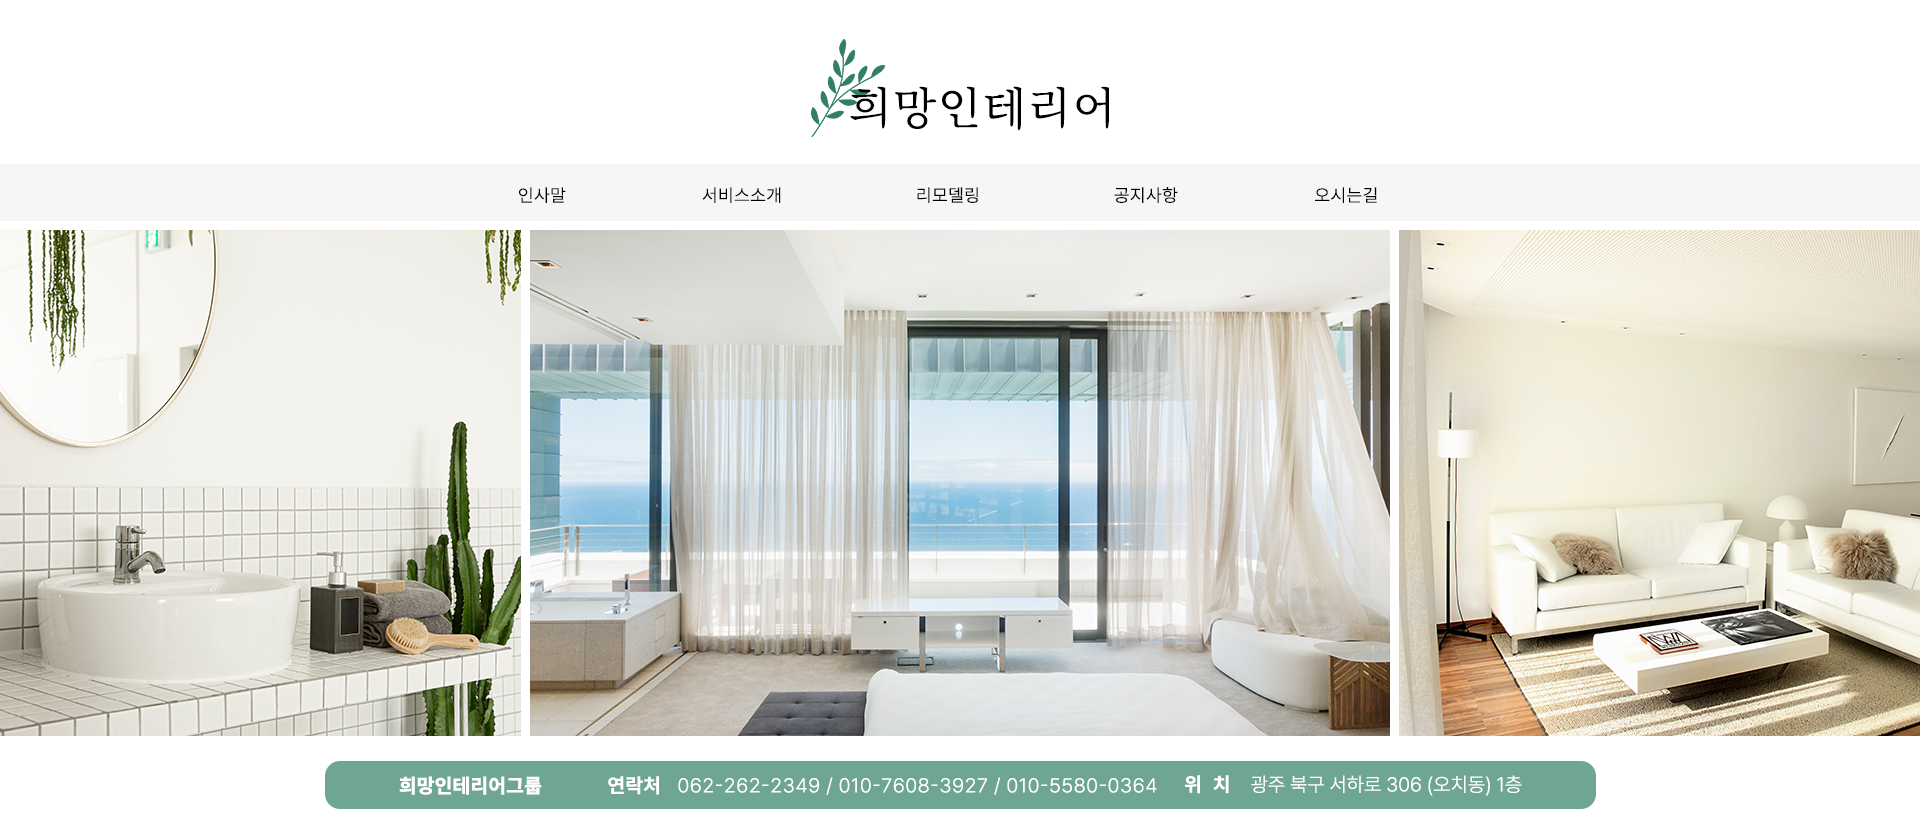 희망인테리어
인사말 서비스소개 리모델링 공지사항 오시는길
희망인테리어그룹 연락처 062-262-2349 / 010-7608-3927 / 010-5580-0364 위 치 광주 북구 서하로 306 (오치동) 1층